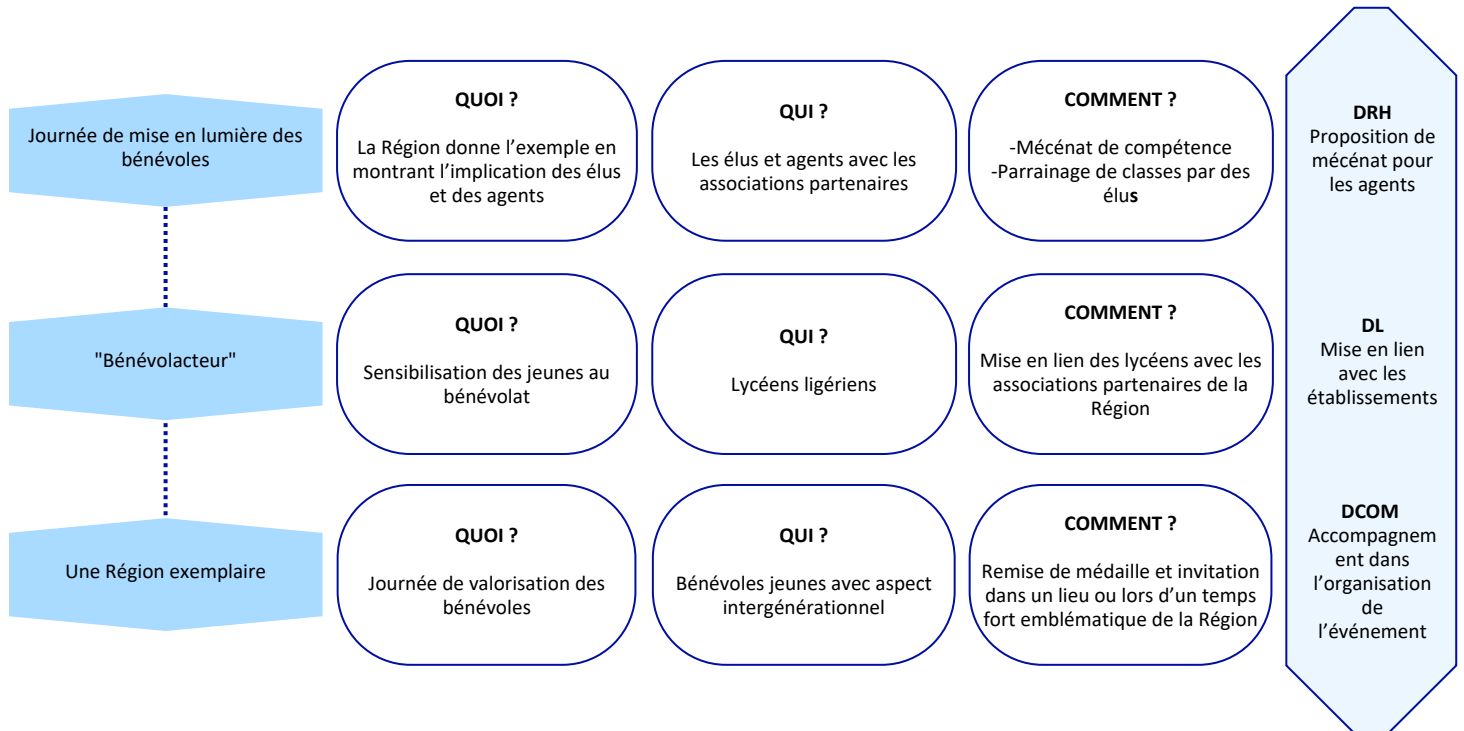 Journée de mise en lumière des
bénévoles
QUOI ?
La Région donne l’exemple en
montrant l’implication des élus
et des agents
QUI ?
Les élus et agents avec les
associations partenaires
COMMENT ?
-Mécénat de compétence
-Parrainage de classes par des
élus
DRH
Proposition de
mécénat pour
les agents
"Bénévolacteur"
QUOI ?
Sensibilisation des jeunes au
bénévolat
QUI ?
Lycéens ligériens
COMMENT ?
Mise en lien des lycéens avec les
associations partenaires de la
Région
DL
Mise en lien
avec les
établissements
Une Région exemplaire
QUOI ?
Journée de valorisation des
bénévoles
QUI ?
Bénévoles jeunes avec aspect
intergénérationnel
COMMENT ?
Remise de médaille et invitation
dans un lieu ou lors d’un temps
fort emblématique de la Région
DCOM
Accompagnem
ent dans
l’organisation
de
l’événement